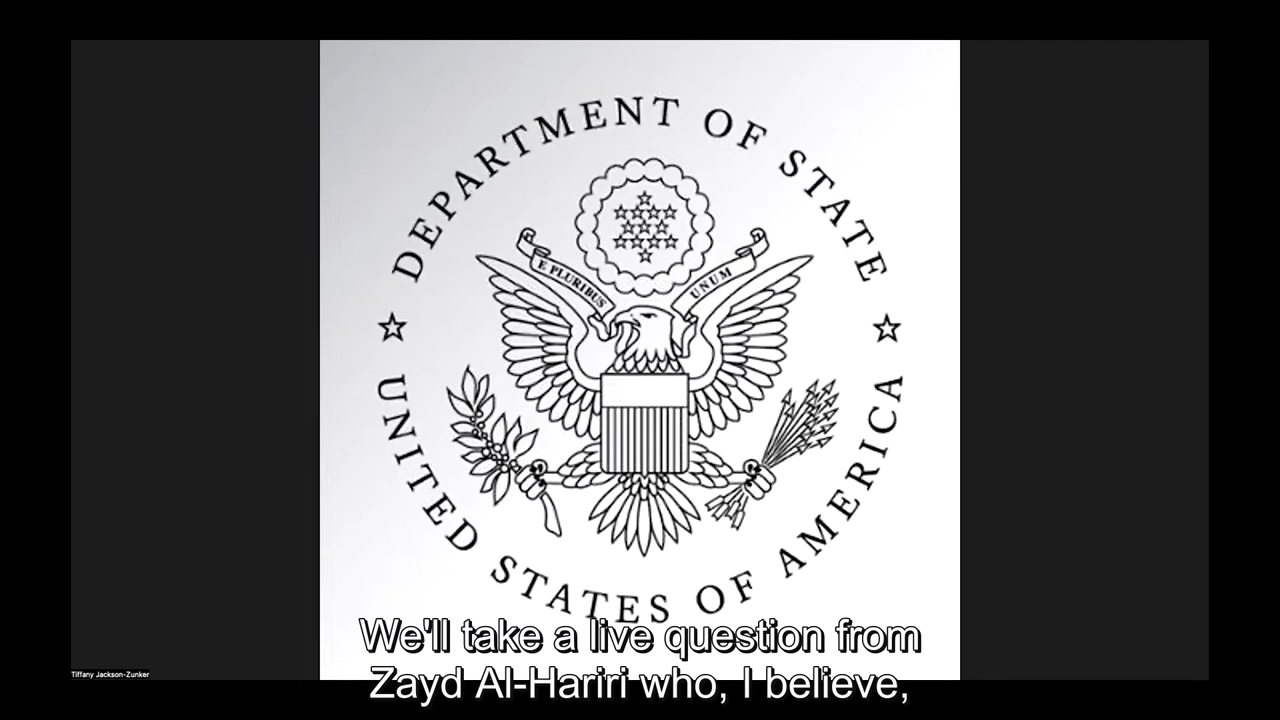 DEPARTMENT OF STATE
E PLURIBUS UNUM
UNITED STATES OF AMERICA
We'll take a live question from
Tiffany Jackson-Zunker
Zayd Al-Hariri who, I believe,